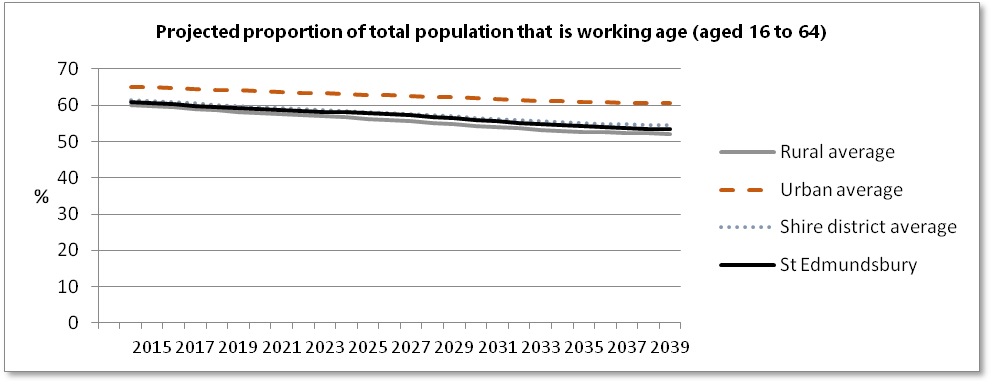 Projected proportion of total population that is working age (aged 16 to 64)
70
60
50
40
%
30
20
10
0
2015 2017 2019 2021 2023 2025 2027 2029 2031 2033 2035 2037 2039
Rural average
Urban average
Shire district average
St Edmundsbury